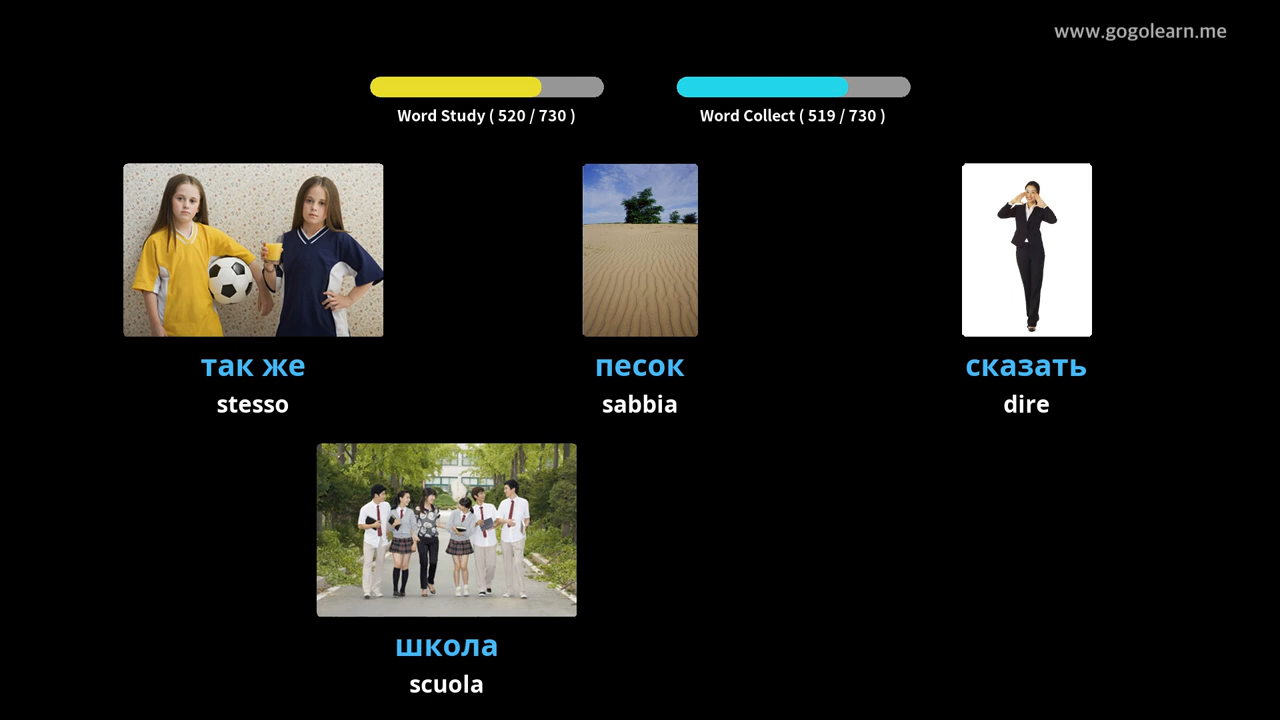 www.gogolearn.me
Word Study ( 520 / 730 )
Word Collect ( 519 / 730 )
так же
stesso
песок
sabbia
сказать
dire
школа
scuola